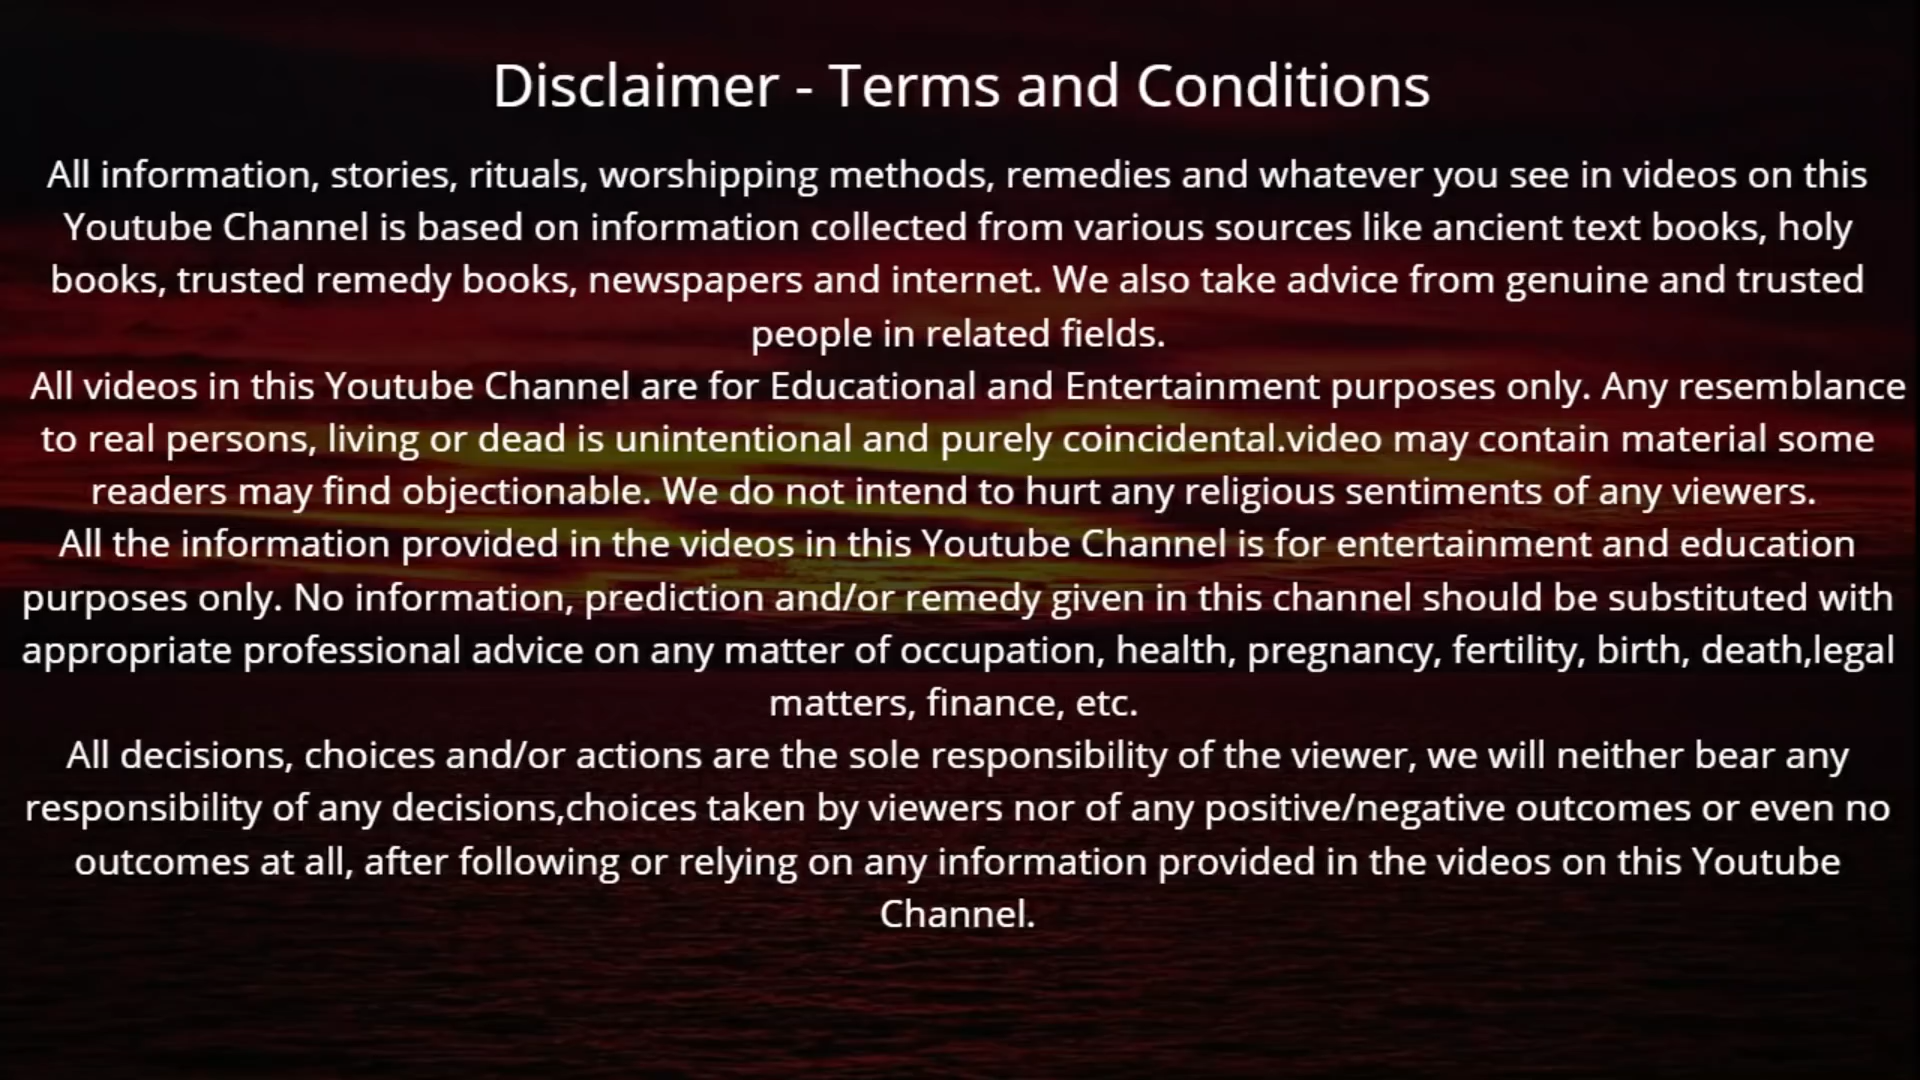 Disclaimer - Terms and Conditions
All information, stories, rituals, worshipping methods, remedies and whatever you see in videos on this
Youtube Channel is based on information collected from various sources like ancient text books, holy
books, trusted remedy books, newspapers and internet. We also take advice from genuine and trusted
people in related fields.
All videos in this Youtube Channel are for Educational and Entertainment purposes only. Any resemblance
to real persons, living or dead is unintentional and purely coincidental.video may contain material some
readers may find objectionable. We do not intend to hurt any religious sentiments of any viewers.
All the information provided in the videos in this Youtube Channel is for entertainment and education
purposes only. No information, prediction and/or remedy given in this channel should be substituted with
appropriate professional advice on any matter of occupation, health, pregnancy, fertility, birth, death,legal
matters, finance, etc.
All decisions, choices and/or actions are the sole responsibility of the viewer, we will neither bear any
responsibility of any decisions,choices taken by viewers nor of any positive/negative outcomes or even no
outcomes at all, after following or relying on any information provided in the videos on this Youtube
Channel.